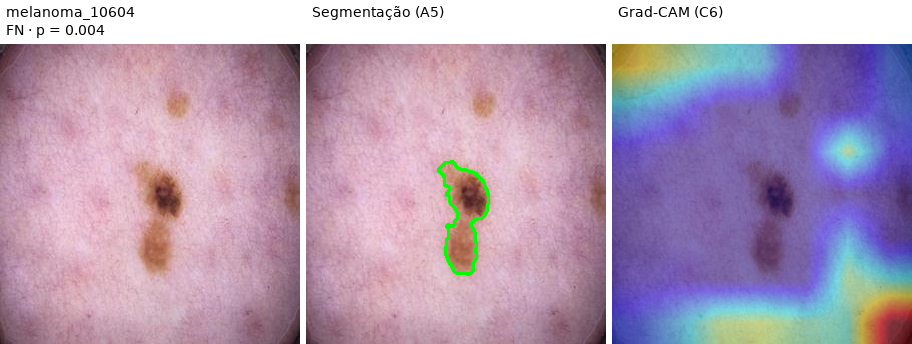 melanoma_10604
FN · p = 0.004
Segmentação (A5)
Grad-CAM (C6)